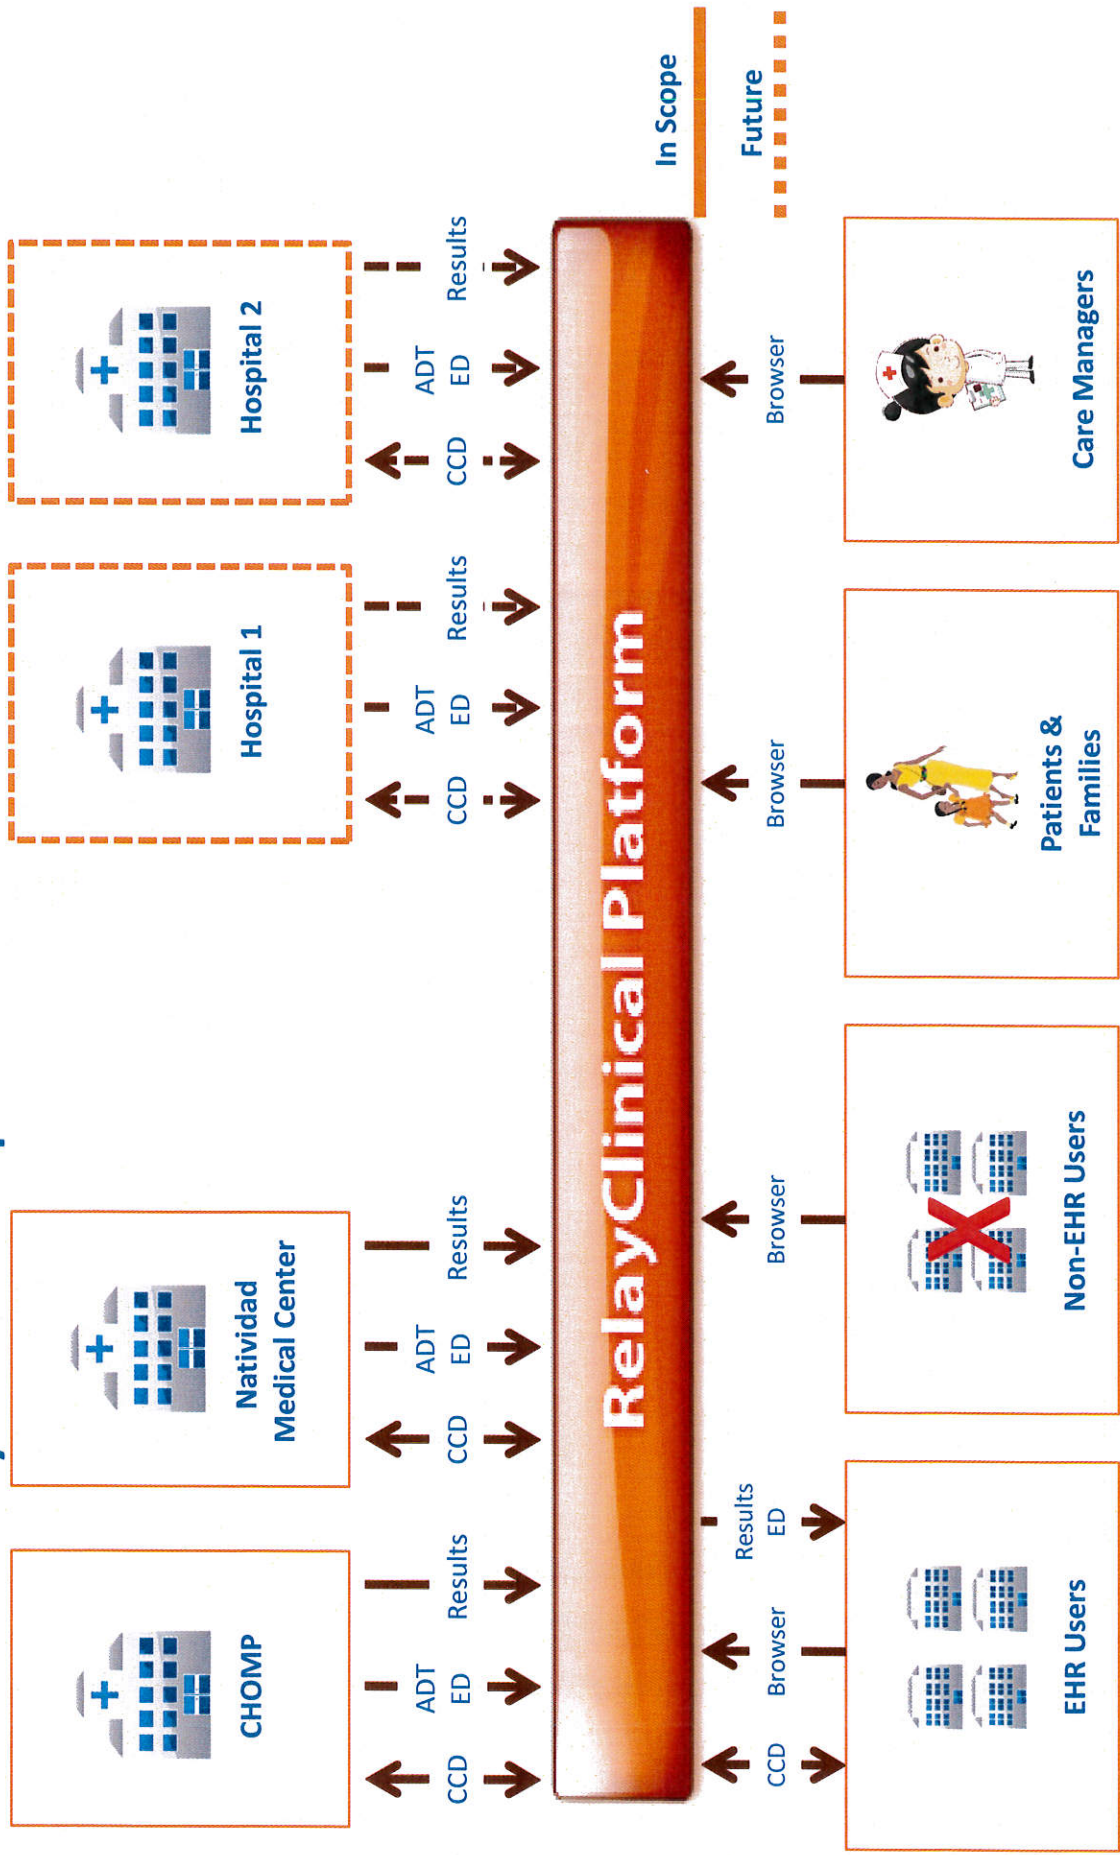 CHOMP
Natividad
Medical Center
Hospital 1
Hospital 2
CCD
ADT
ED
Results
CCD
ADT
ED
Results
CCD
ADT
ED
Results
CCD
ADT
ED
Results
In Scope
Future
RelayClinical Platform
CCD
Browser
Results
ED
Browser
Browser
Browser
EHR Users
Non-EHR Users
Patients &
Families
Care Managers